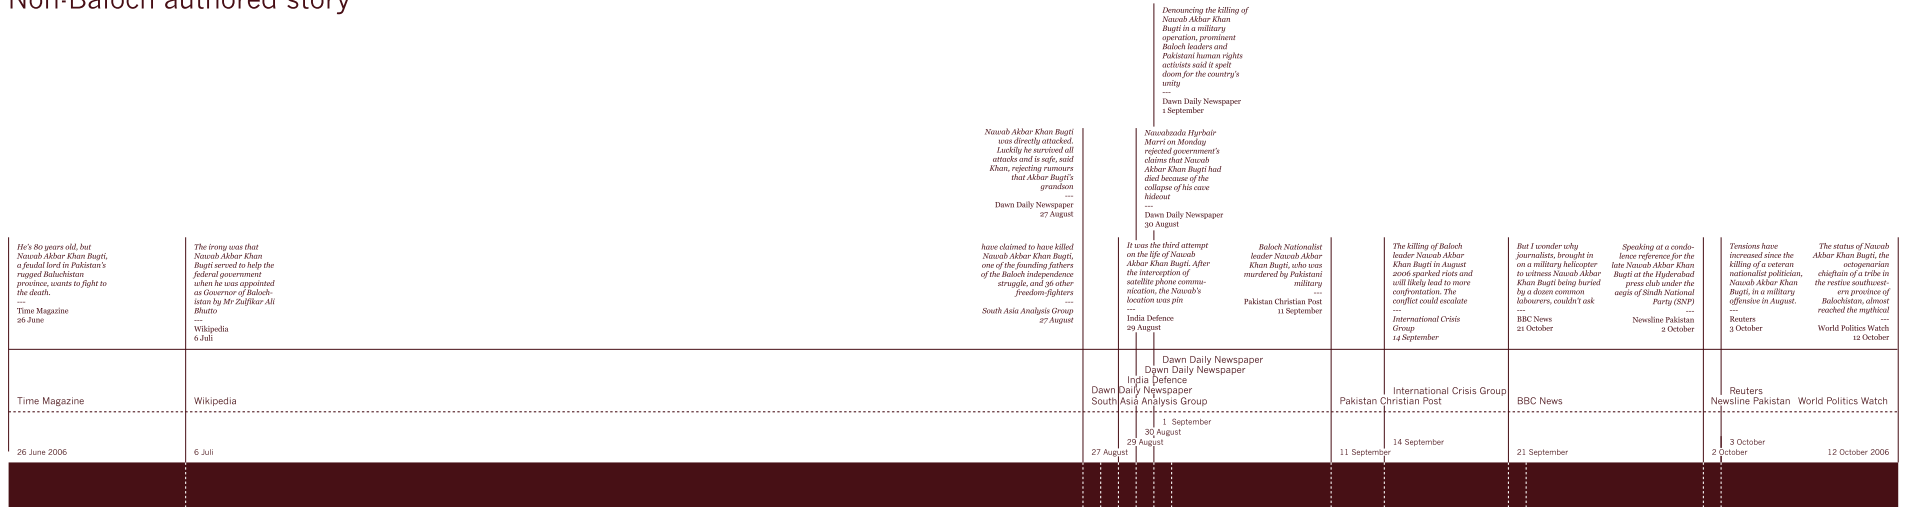 Non-Baloch authored story
Denouncing the killing of
Nawab Akbar Khan
Bugti in a military
operation, prominent
Baloch leaders and
Pakistani human rights
activists said it spelt
doom for the country's
unity
---
Dawn Daily Newspaper
1 September
Nawab Akbar Khan Bugti
was directly attacked.
Luckily he survived all
attacks and is safe, said
Khan, rejecting rumours
that Akbar Bugti's
grandson
---
Dawn Daily Newspaper
27 August
Nawabzada Hyrbair
Marri on Monday
rejected government's
claims that Nawab
Akbar Khan Bugti had
died because of the
collapse of his cave
hideout
---
Dawn Daily Newspaper
30 August
He's 80 years old, but
Nawab Akbar Khan Bugti,
a feudal lord in Pakistan's
rugged Baluchistan
province, wants to fight to
the death.
---
Time Magazine
26 June
The irony was that
Nawab Akbar Khan
Bugti served to help the
federal government
when he was appointed
as Governor of Baloch-
istan by Mr Zulfikar Ali
Bhutto
---
Wikipedia
6 Juli
have claimed to have killed
Nawab Akbar Khan Bugti,
one of the founding fathers
of the Baloch independence
struggle, and 36 other
freedom-fighters
---
South Asia Analysis Group
27 August
It was the third attempt
on the life of Nawab
Akbar Khan Bugti. After
the interception of
satellite phone commu-
nication, the Nawab's
location was pin
---
India Defence
29 August
Baloch Nationalist
leader Nawab Akbar
Khan Bugti, who was
murdered by Pakistani
military
---
Pakistan Christian Post
11 September
The killing of Baloch
leader Nawab Akbar
Khan Bugti in August
2006 sparked riots and
will likely lead to more
confrontation. The
conflict could escalate
---
International Crisis
Group
14 September
But I wonder why
journalists, brought in
on a military helicopter
to witness Nawab Akbar
Khan Bugti being buried
by a dozen common
labourers, couldn't ask
---
BBC News
21 October
Speaking at a condo-
lence reference for the
late Nawab Akbar Khan
Bugti at the Hyderabad
press club under the
aegis of Sindh National
Party (SNP)
---
Newsline Pakistan
2 October
Tensions have
increased since the
killing of a veteran
nationalist politician,
Nawab Akbar Khan
Bugti, in a military
offensive in August.
---
Reuters
3 October
The status of Nawab
Akbar Khan Bugti, the
octogenarian
chieftain of a tribe in
the restive southwest-
ern province of
Balochistan, almost
reached the mythical
---
World Politics Watch
12 October
Dawn Daily Newspaper
Dawn Daily Newspaper
India Defence
Dawn Daily Newspaper
International Crisis Group
Reuters
Time Magazine
Wikipedia
South Asia Analysis Group
Pakistan Christian Post
BBC News
Newsline Pakistan
World Politics Watch
1 September
30 August
29 August
14 September
3 October
26 June 2006
6 Juli
27 August
11 September
21 September
2 October
12 October 2006